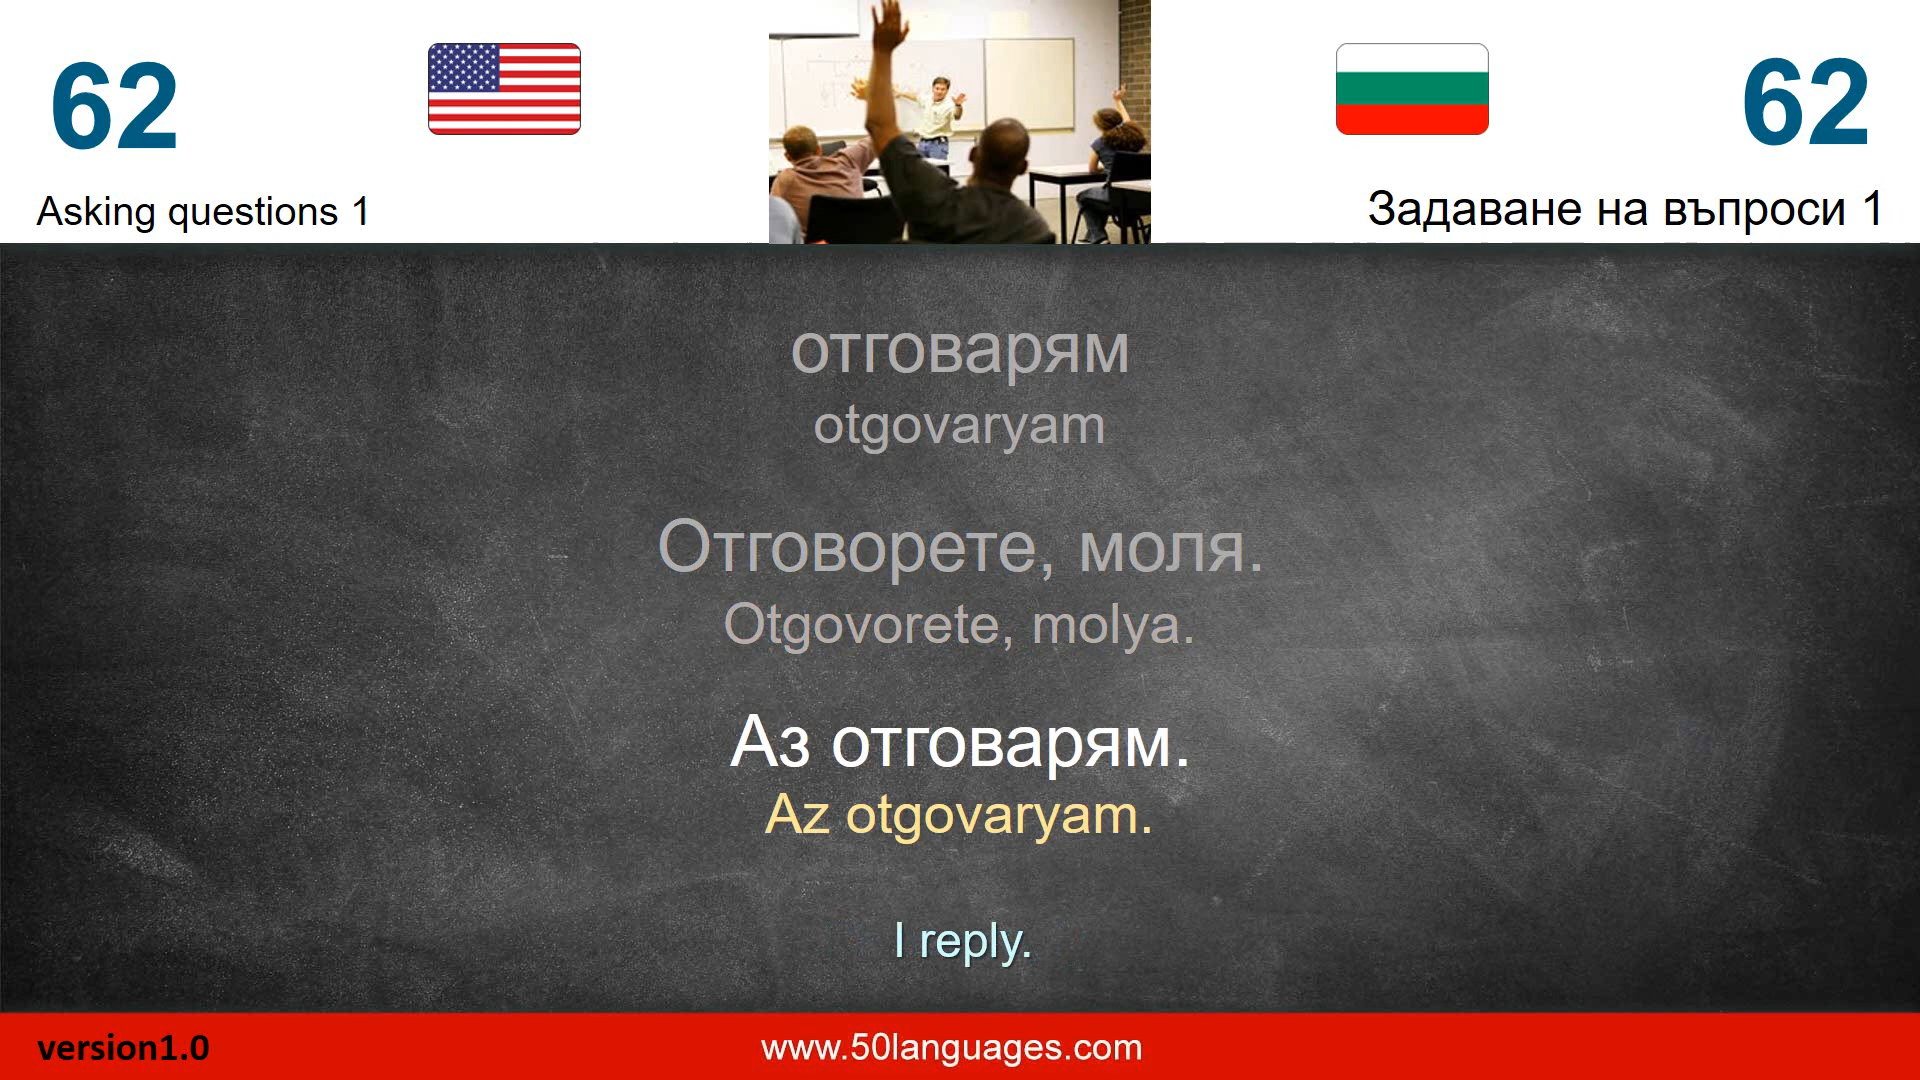 62
62
Asking questions 1
Задаване на въпроси 1
отговарям
otgovaryam
Отговорете, моля.
Otgovorete, molya.
Аз отговарям.
Az otgovaryam.
I reply.
version1.0
www.50languages.com